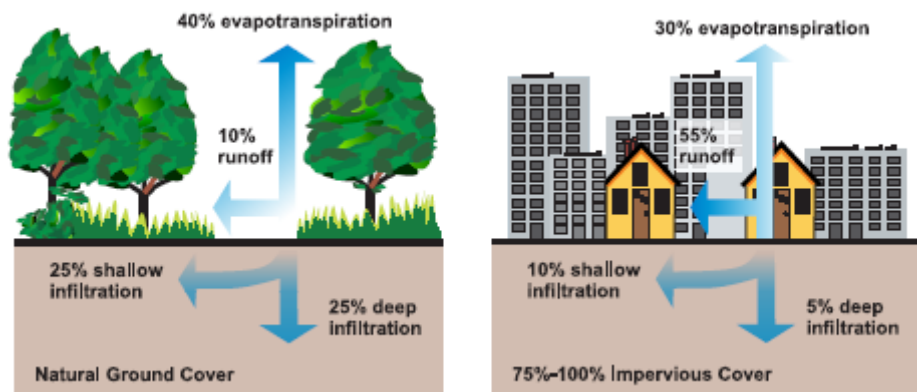 40% evapotranspiration
10%
runoff
25% shallow
infiltration
25% deep
infiltration
Natural Ground Cover
30% evapotranspiration
55%
runoff
10% shallow
infiltration
5% deep
infiltration
75%-100% Impervious Cover